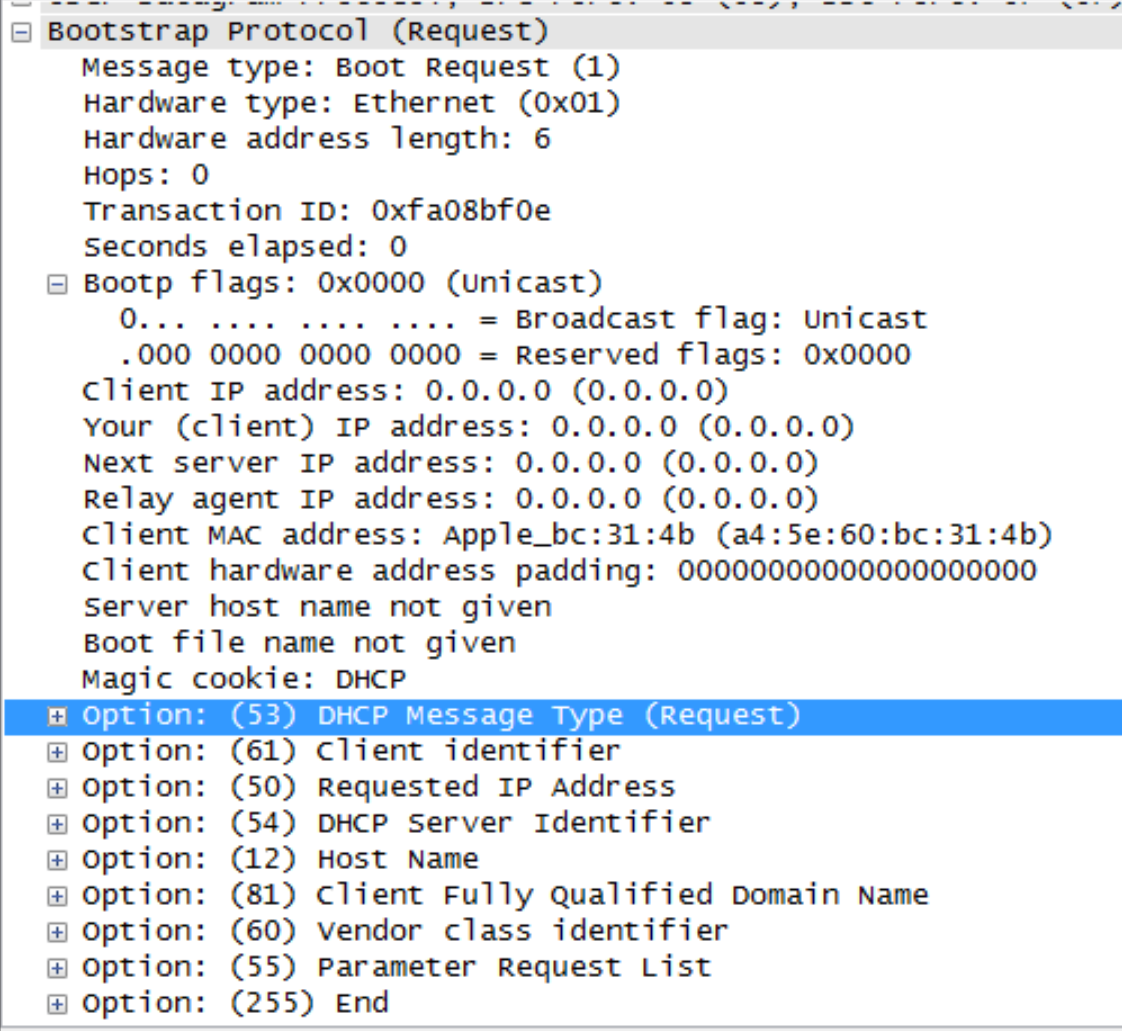 Bootstrap Protocol (Request)
Message type: Boot Request (1)
Hardware type: Ethernet (0x01)
Hardware address length: 6
Hops: 0
Transaction ID: 0xfa08bf0e
Seconds elapsed: 0
Bootp flags: 0x0000 (Unicast)
0... .... .... .... = Broadcast flag: Unicast
.000 0000 0000 0000 = Reserved flags: 0x0000
Client IP address: 0.0.0.0 (0.0.0.0)
Your (client) IP address: 0.0.0.0 (0.0.0.0)
Next server IP address: 0.0.0.0 (0.0.0.0)
Relay agent IP address: 0.0.0.0 (0.0.0.0)
Client MAC address: Apple_bc:31:4b (a4:5e:60:bc:31:4b)
Client hardware address padding: 00000000000000000000
Server host name not given
Boot file name not given
Magic cookie: DHCP
Option: (53) DHCP Message Type (Request)
Option: (61) Client identifier
Option: (50) Requested IP Address
Option: (54) DHCP Server Identifier
Option: (12) Host Name
Option: (81) Client Fully Qualified Domain Name
Option: (60) Vendor class identifier
Option: (55) Parameter Request List
Option: (255) End